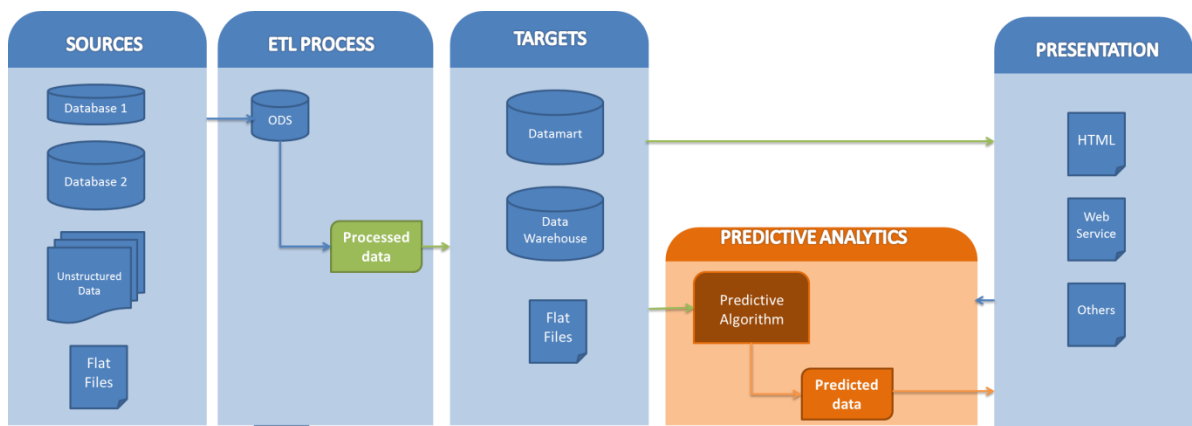 SOURCES
Database 1
Database 2
Unstructured
Data
Flat
Files
ETL PROCESS
ODS
Processed
data
TARGETS
Datamart
Data
Warehouse
Flat
Files
PREDICTIVE ANALYTICS
Predictive
Algorithm
Predicted
data
PRESENTATION
HTML
Web
Service
Others